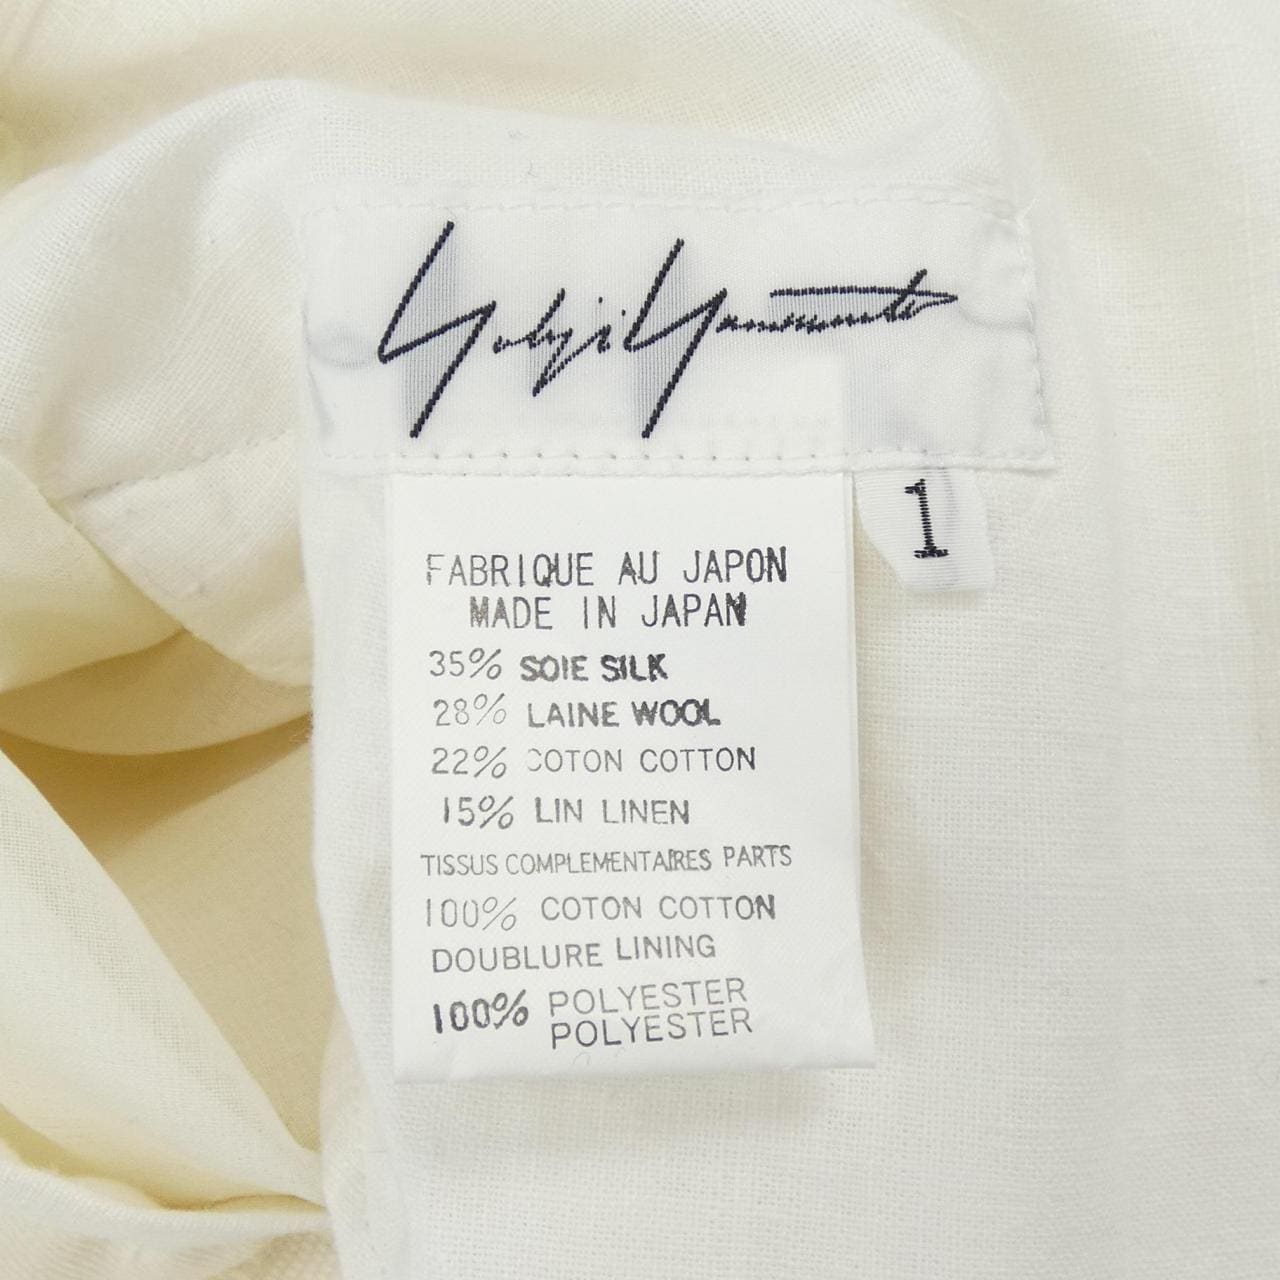 Yohji Yamamoto
1
FABRIQUE AU JAPON
MADE IN JAPAN
35% SOIE SILK
28% LAINE WOOL
22% COTON COTTON
15% LIN LINEN
TISSUS COMPLEMENTAIRES PARTS
100% COTON COTTON
DOUBLURE LINING
100% POLYESTER
POLYESTER